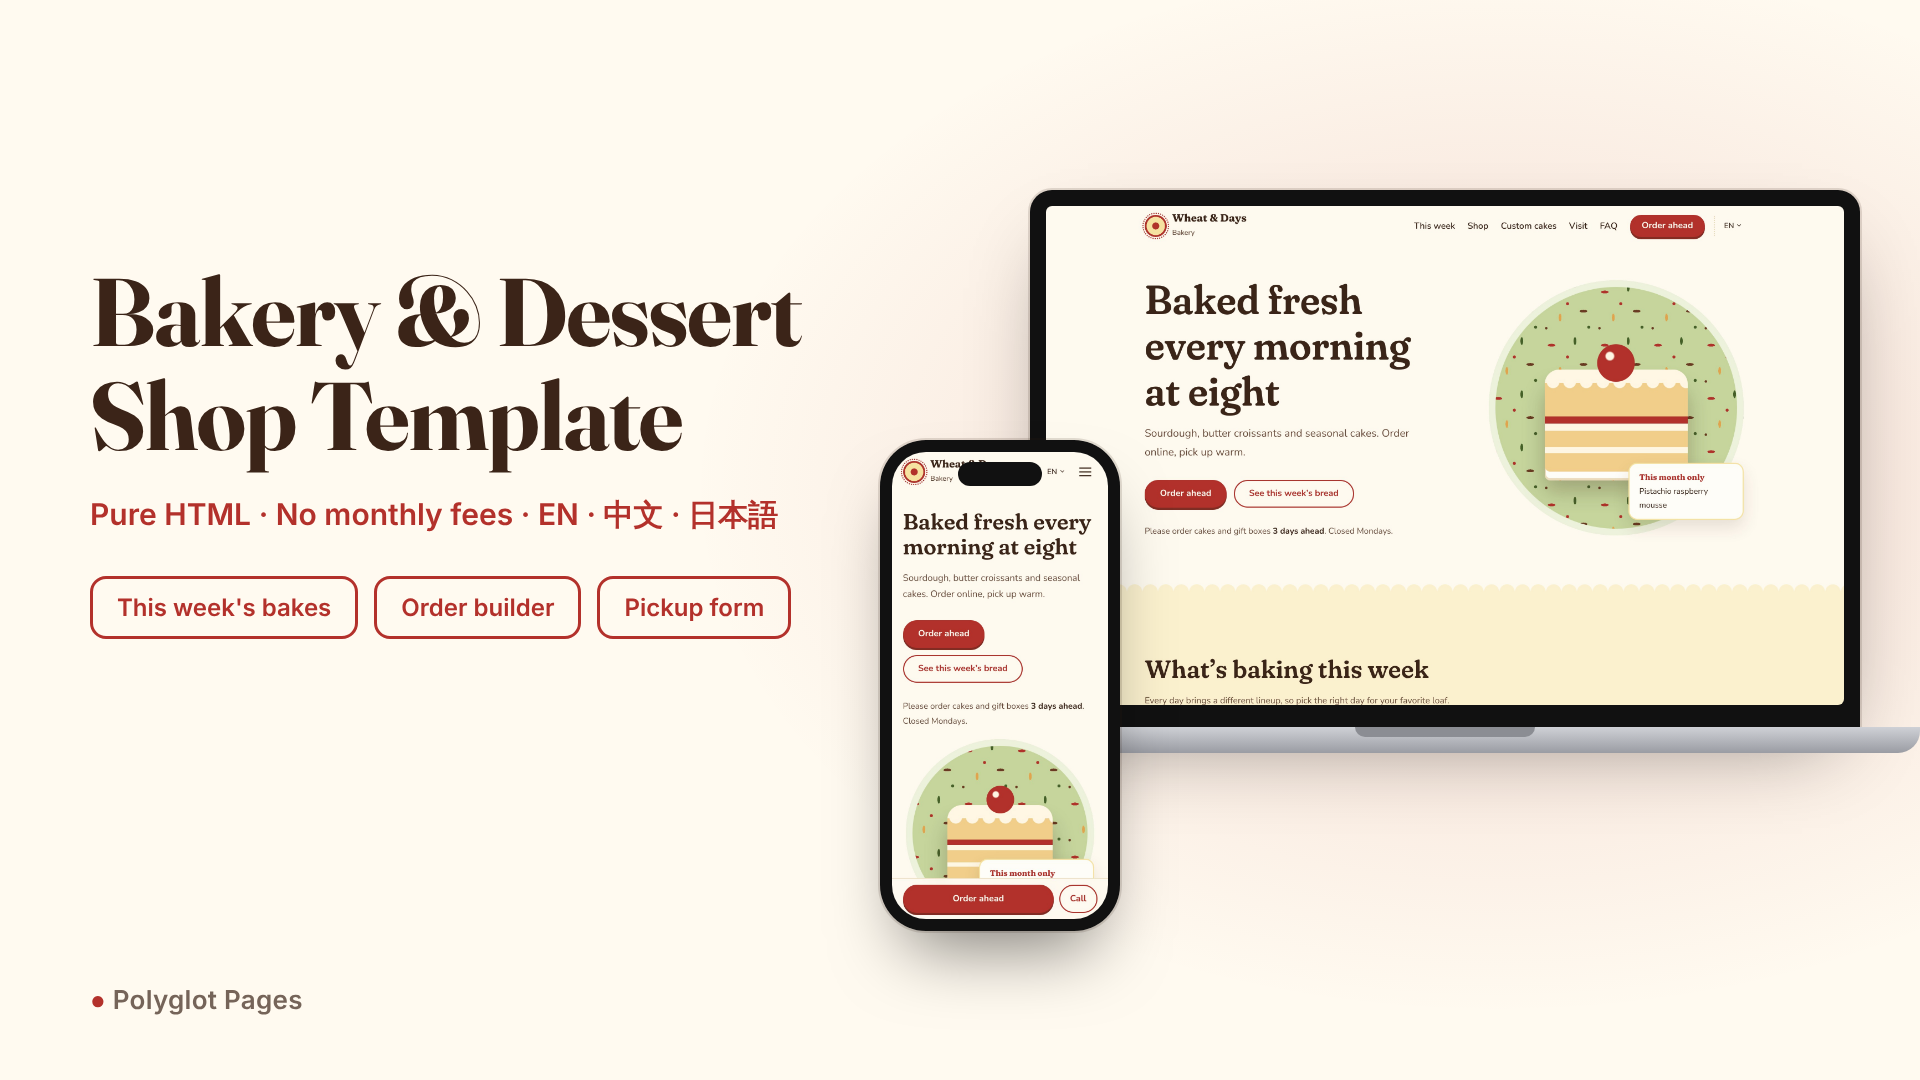 Bakery & Dessert
Shop Template
Pure HTML · No monthly fees · EN · 中文 · 日本語
This week's bakes
Order builder
Pickup form
Polyglot Pages
Wheat & Days
Bakery
This week
Shop
Custom cakes
Visit
FAQ
Order ahead
EN
Baked fresh
every morning
at eight
Sourdough, butter croissants and seasonal cakes. Order
online, pick up warm.
Order ahead
See this week's bread
Please order cakes and gift boxes 3 days ahead. Closed Mondays.
This month only
Pistachio raspberry
mousse
What’s baking this week
Every day brings a different lineup, so pick the right day for your favorite loaf.
Bakery
EN
Baked fresh every
morning at eight
Sourdough, butter croissants and seasonal
cakes. Order online, pick up warm.
Order ahead
See this week's bread
Please order cakes and gift boxes 3 days ahead.
Closed Mondays.
This month only
Order ahead
Call